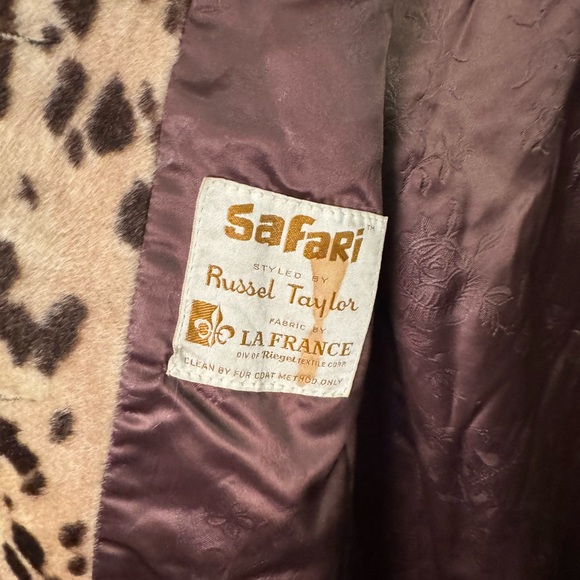 Safari™
STYLED BY
Russel Taylor
FABRIC BY
LA FRANCE
DIV OF Riegel TEXTILE CORP.
CLEAN BY FUR COAT METHOD ONLY